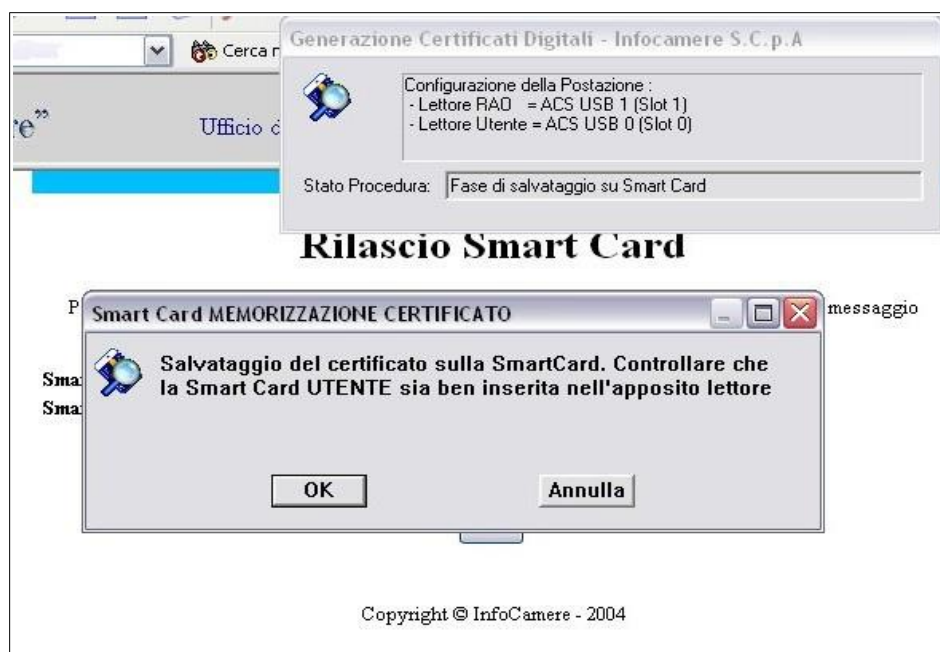 Cerca
Generazione Certificati Digitali - Infocamere S.C.p.A
Configurazione della Postazione :
- Lettore RAO = ACS USB 1 (Slot 1)
- Lettore Utente = ACS USB 0 (Slot 0)
re”
Ufficio d
Stato Procedura: Fase di salvataggio su Smart Card
Rilascio Smart Card
P
messaggio
Smart Card MEMORIZZAZIONE CERTIFICATO
Salvataggio del certificato sulla SmartCard. Controllare che
la Smart Card UTENTE sia ben inserita nell'apposito lettore
Sma
Sma
OK Annulla
Copyright © InfoCamere - 2004